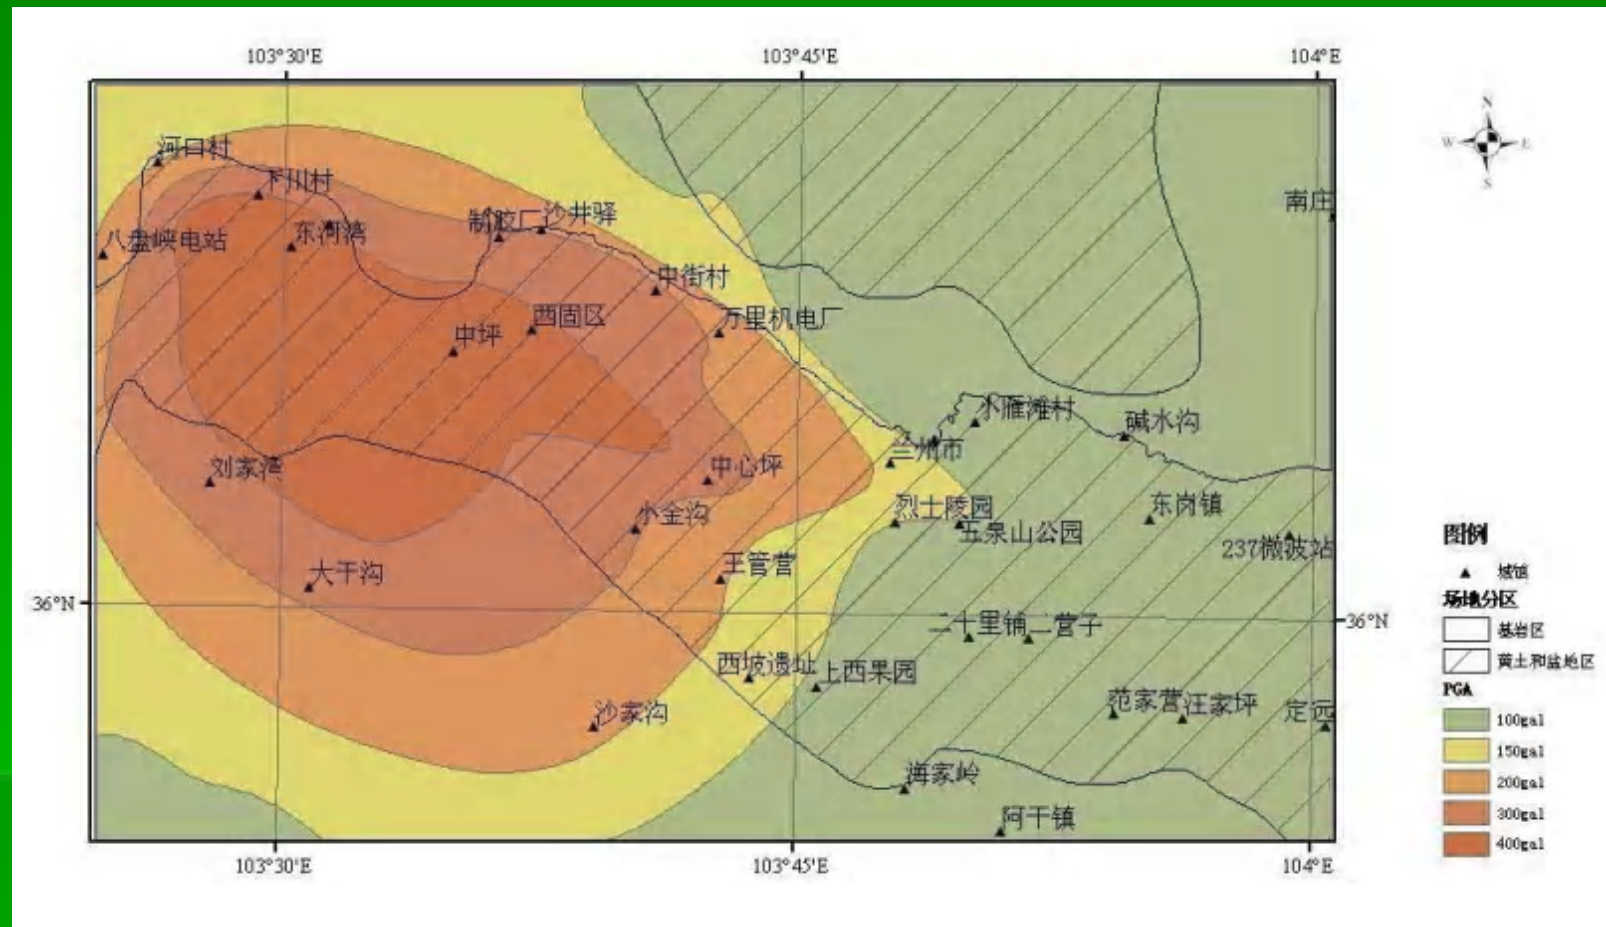 103°30'E
103°45'E
104°E
N
W
E
S
河口村
下川村
南庄
制胶厂
沙井驿
东河湾
八盘峡电站
中街村
西固区
万里机电厂
中坪
小雁滩村
碱水沟
兰州市
刘家湾
中心坪
烈士陵园
东岗镇
小金沟
五泉山公园
237微波站
王管营
大干沟
36°N
36°N
二十里铺
二营子
西坡遗址
上西果园
沙家沟
范家营
汪家坪
定远
海家岭
阿干镇
103°30'E
103°45'E
104°E
图例
城镇
场地分区
基岩区
黄土和盆地区
PGA
100gal
150gal
200gal
300gal
400gal